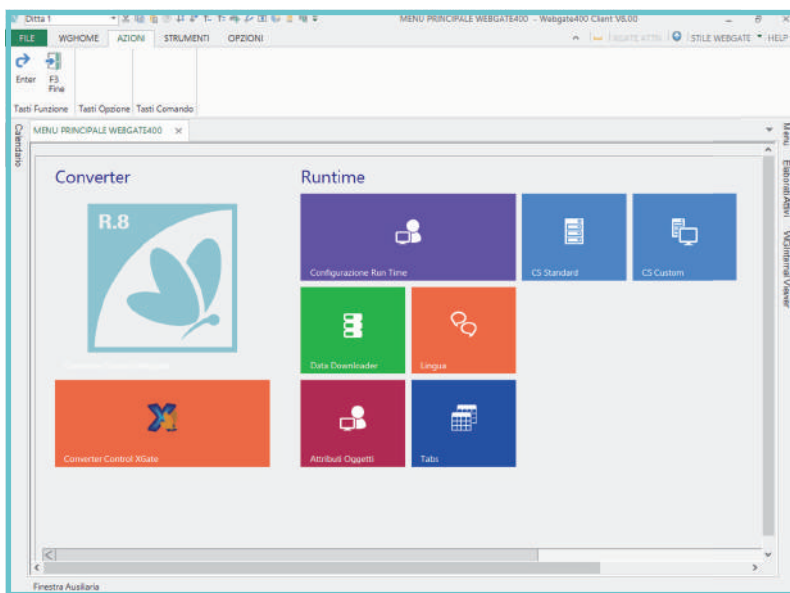 Ditta 1
MENU PRINCIPALE WEBGATE400 - Webgate400 Client V8.00
FILE WGHOME AZIONI STRUMENTI OPZIONI
STILE WEBGATE HELP
Enter
F3
Fine
Tasti Funzione Tasti Opzione Tasti Comando
Calendario
MENU PRINCIPALE WEBGATE400
Menu
Elaborati Attivi
WGInternal Viewer
Converter
Runtime
R.8
Configurazione Run Time
CS Standard
CS Custom
Data Downloader
Lingua
Converter Control XGate
Attributi Oggetti
Tabs
Finestra Ausiliaria